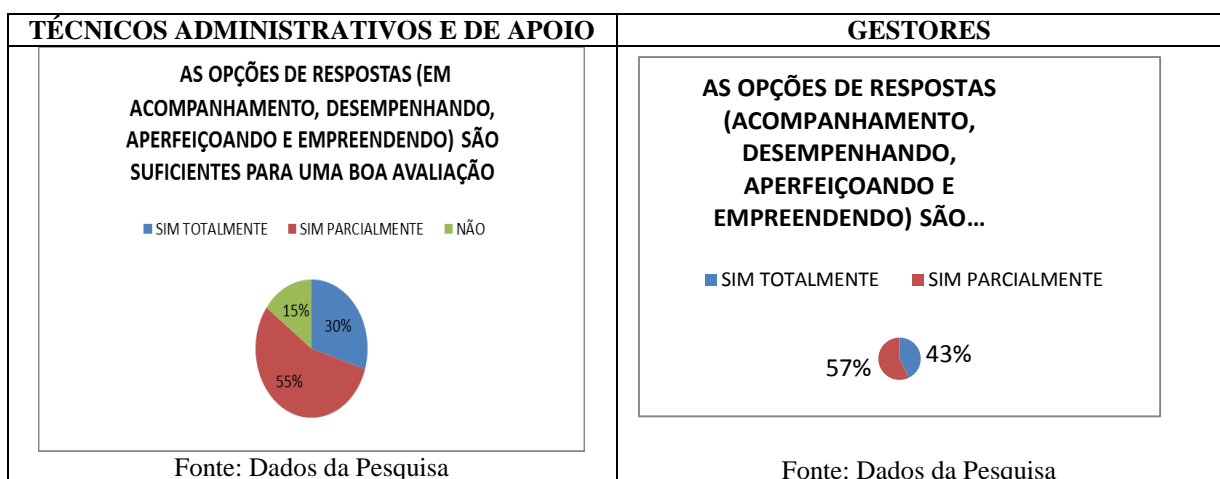 TÉCNICOS ADMINISTRATIVOS E DE APOIO
AS OPÇÕES DE RESPOSTAS (EM
ACOMPANHAMENTO, DESEMPENHANDO,
APERFEIÇOANDO E EMPREENDENDO) SÃO
SUFICIENTES PARA UMA BOA AVALIAÇÃO
SIM TOTALMENTE SIM PARCIALMENTE NÃO
15%
30%
55%
Fonte: Dados da Pesquisa
GESTORES
AS OPÇÕES DE RESPOSTAS
(ACOMPANHAMENTO,
DESEMPENHANDO,
APERFEIÇOANDO E
EMPREENDENDO) SÃO...
SIM TOTALMENTE SIM PARCIALMENTE
57% 43%
Fonte: Dados da Pesquisa